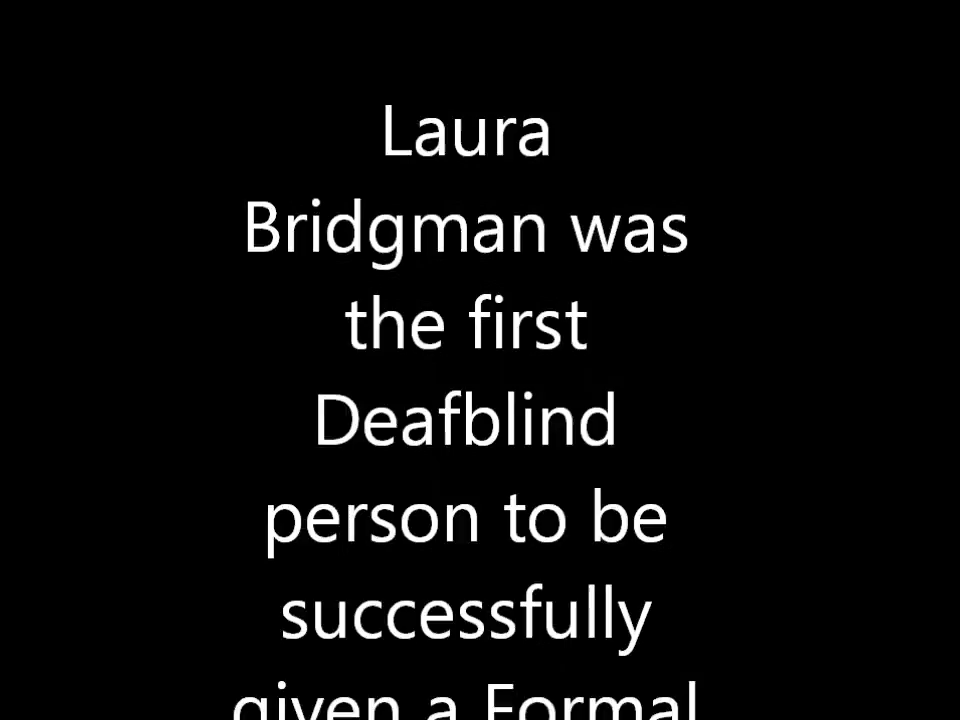 Laura
Bridgman was
the first
Deafblind
person to be
successfully
given a Formal